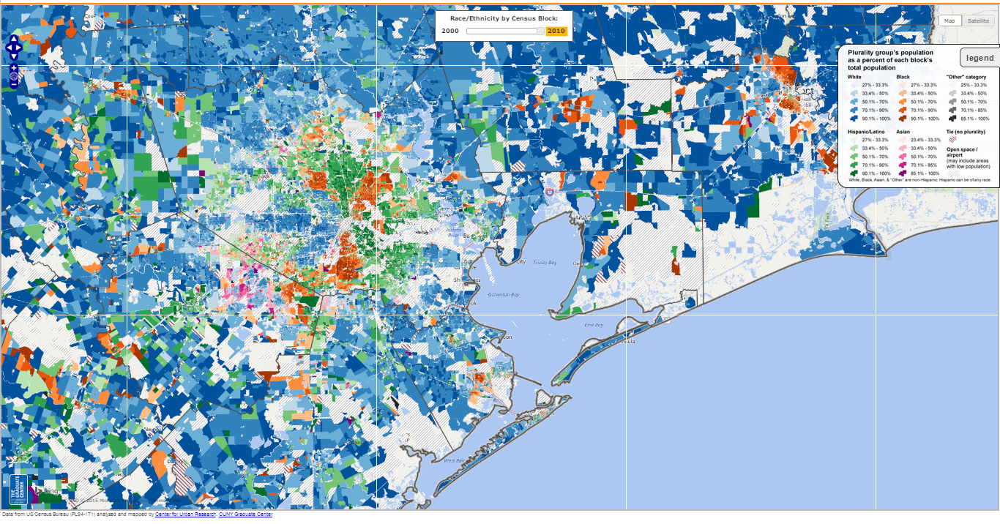 Race/Ethnicity by Census Block:
2000
2010
Map
Satellite
legend
Plurality group's population
as a percent of each block's
total population
White
Black
"Other" category
27% - 33.3%
27% - 33.3%
25% - 33.3%
33.4% - 50%
33.4% - 50%
33.4% - 50%
50.1% - 70%
50.1% - 70%
50.1% - 70%
70.1% - 90%
70.1% - 90%
70.1% - 85%
90.1% - 100%
90.1% - 100%
85.1% - 100%
Hispanic/Latino
Asian
Tie (no plurality)
27% - 33.3%
23.4% - 33.3%
33.4% - 50%
33.4% - 50%
50.1% - 70%
50.1% - 70%
70.1% - 90%
70.1% - 85%
90.1% - 100%
85.1% - 100%
Open space /
airport
(may include areas
with low population)
White, Black, Asian, & "Other" are non-Hispanic. Hispanic can be of any race.
10
City
Trinity Bay
Galveston Bay
East Bay
West Bay
THE
GRADUATE
CENTER
Data from US Census Bureau (PL94-171) analyzed and mapped by Center for Urban Research, CUNY Graduate Center